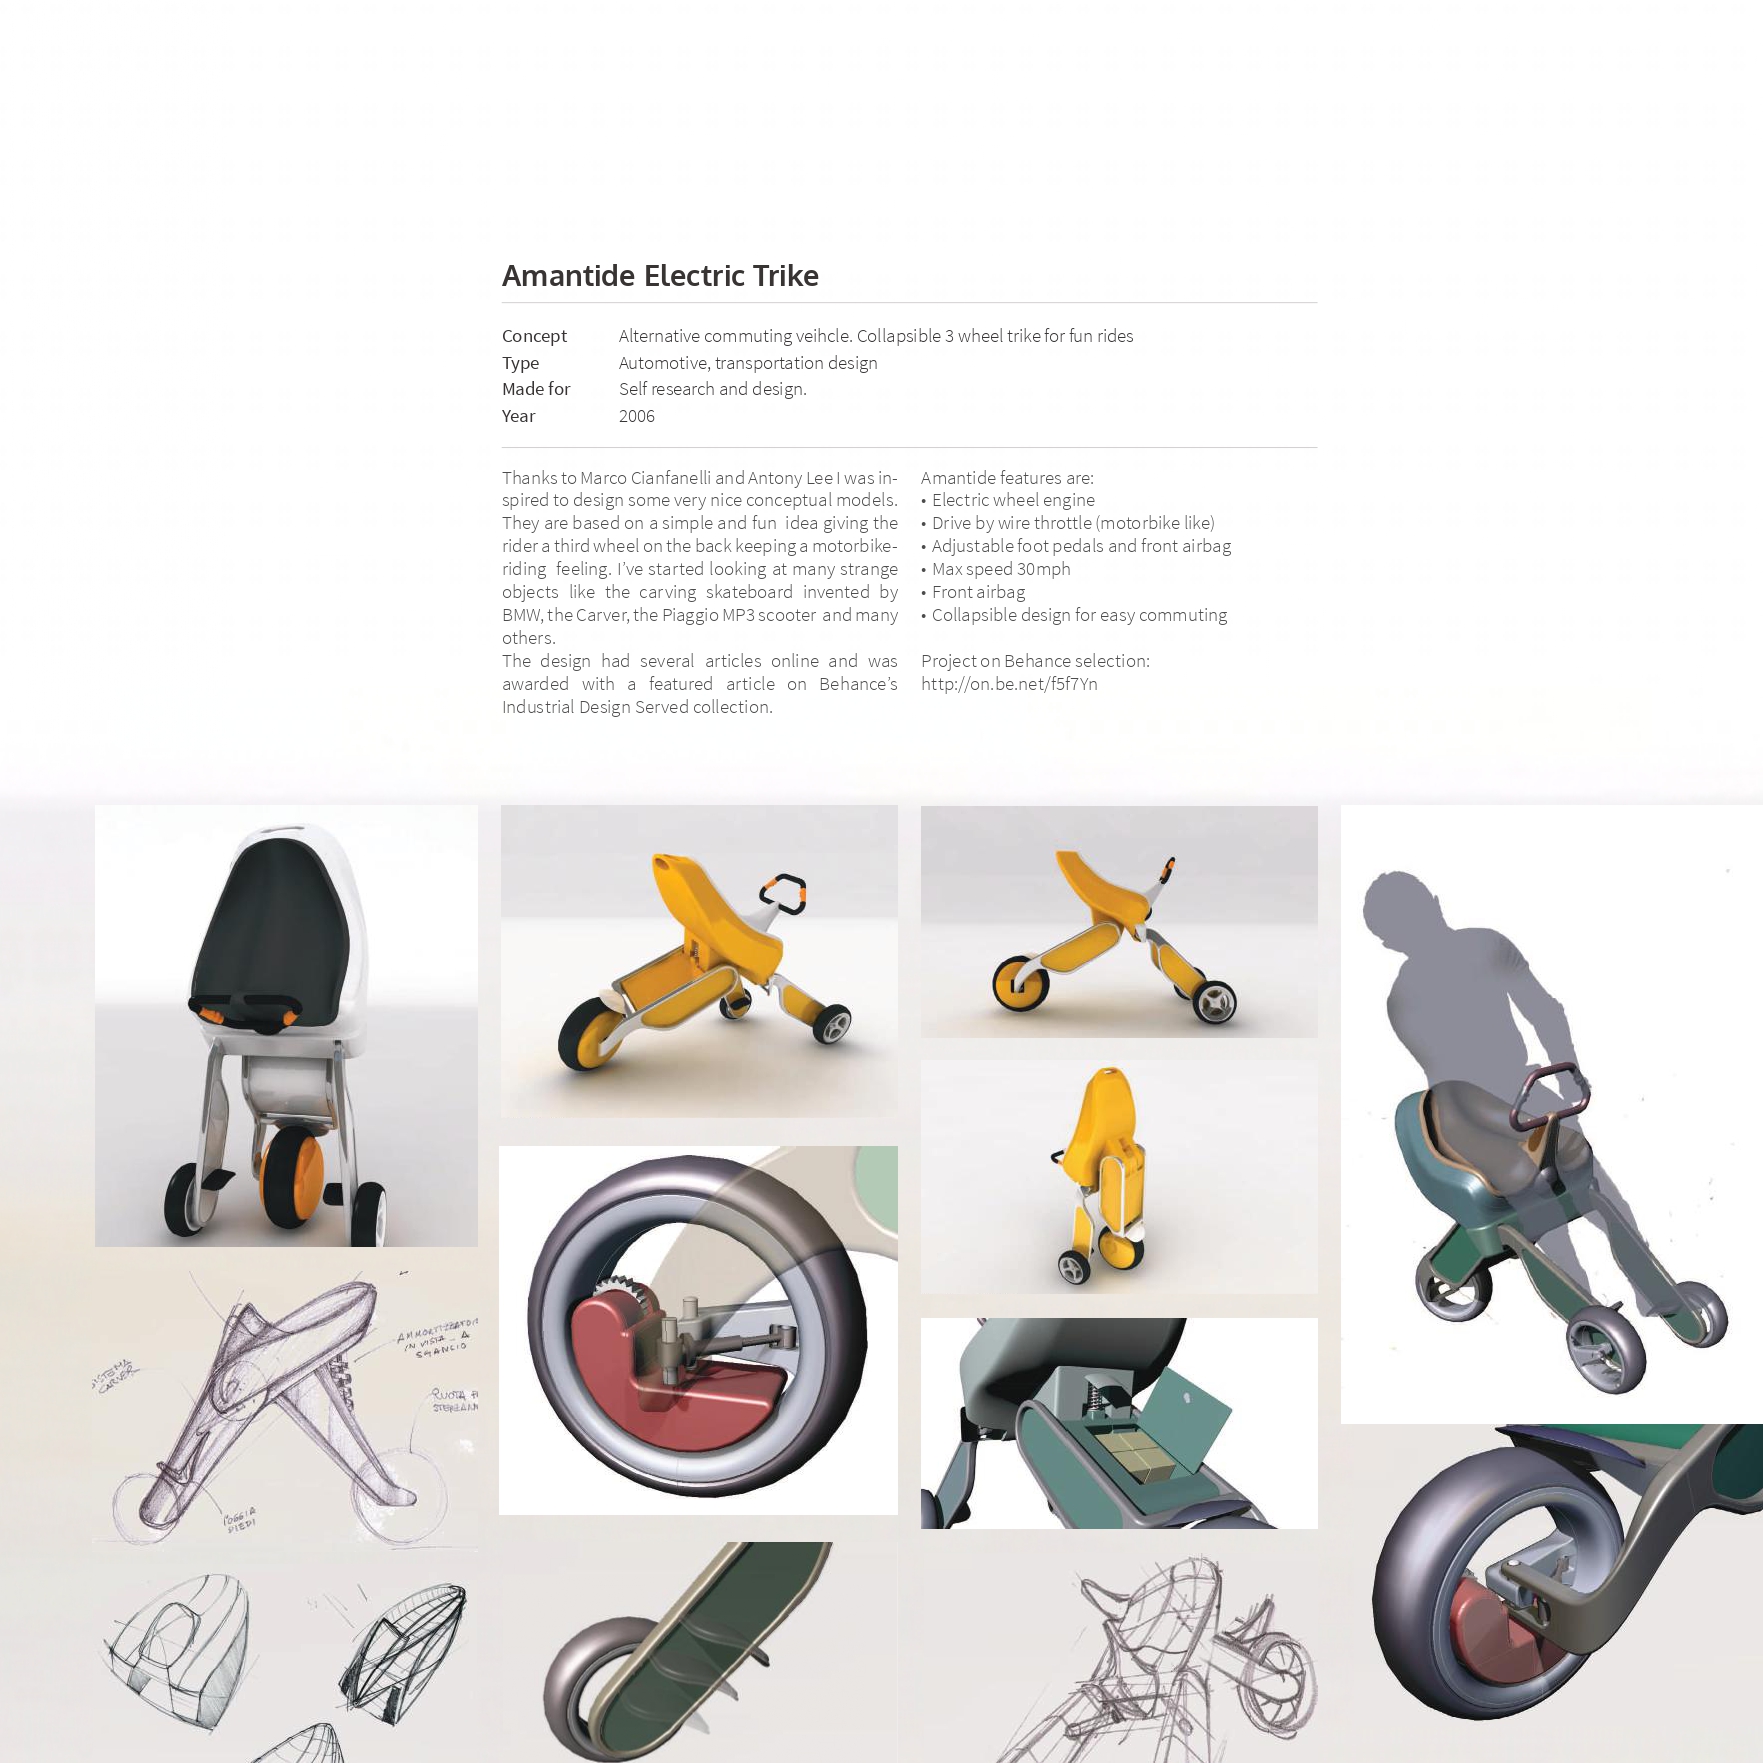 Amantide Electric Trike
Concept Alternative commuting veihcle. Collapsible 3 wheel trike for fun rides
Type Automotive, transportation design
Made for Self research and design.
Year 2006
Thanks to Marco Cianfanelli and Antony Lee I was in-
spired to design some very nice conceptual models.
They are based on a simple and fun idea giving the
rider a third wheel on the back keeping a motorbike-
riding feeling. I've started looking at many strange
objects like the carving skateboard invented by
BMW, the Carver, the Piaggio MP3 scooter and many
others.
The design had several articles online and was
awarded with a featured article on Behance's
Industrial Design Served collection.
Amantide features are:
• Electric wheel engine
• Drive by wire throttle (motorbike like)
• Adjustable foot pedals and front airbag
• Max speed 30mph
• Front airbag
• Collapsible design for easy commuting
Project on Behance selection:
http://on.be.net/f5f7Yn
SISTEMA
CARVER
AMMORTIZZATOR
IN VISTA _ A
SGANCIO
RUOTA
POGGIA
PIEDI